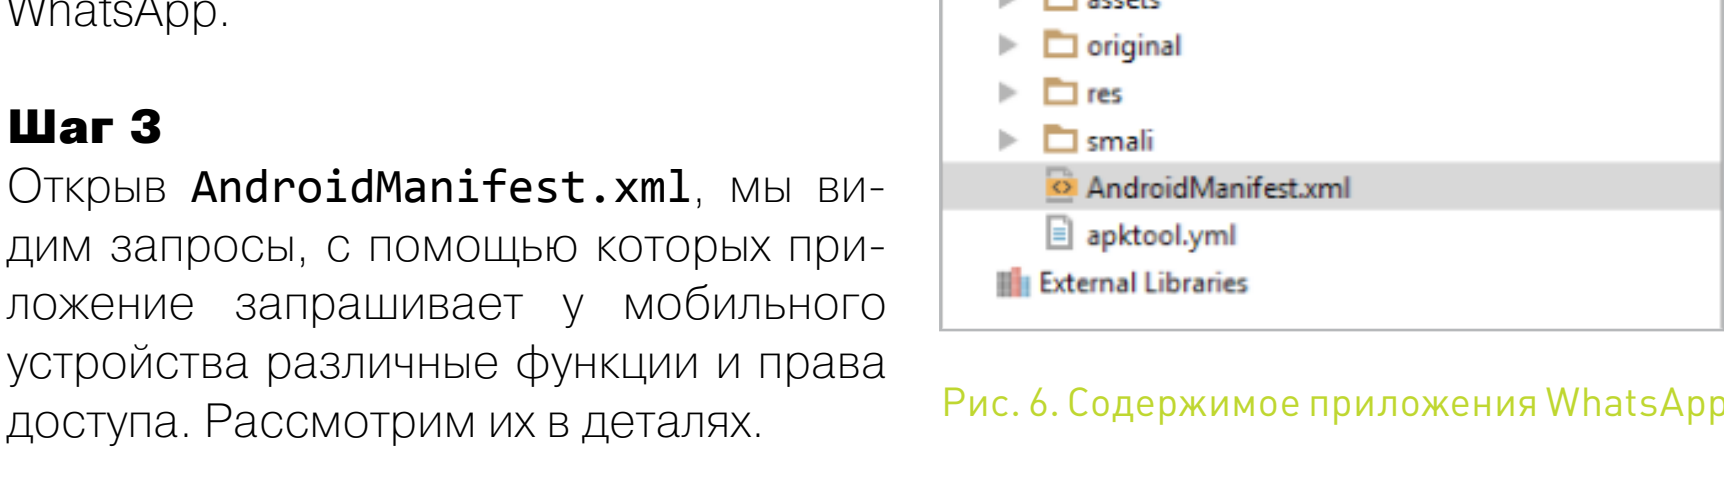 WhatsApp.
Шаг 3
Открыв AndroidManifest.xml, мы ви-
дим запросы, с помощью которых при-
ложение запрашивает у мобильного
устройства различные функции и права
доступа. Рассмотрим их в деталях.
assets
original
res
smali
AndroidManifest.xml
apktool.yml
External Libraries
Рис. 6. Содержимое приложения WhatsApp